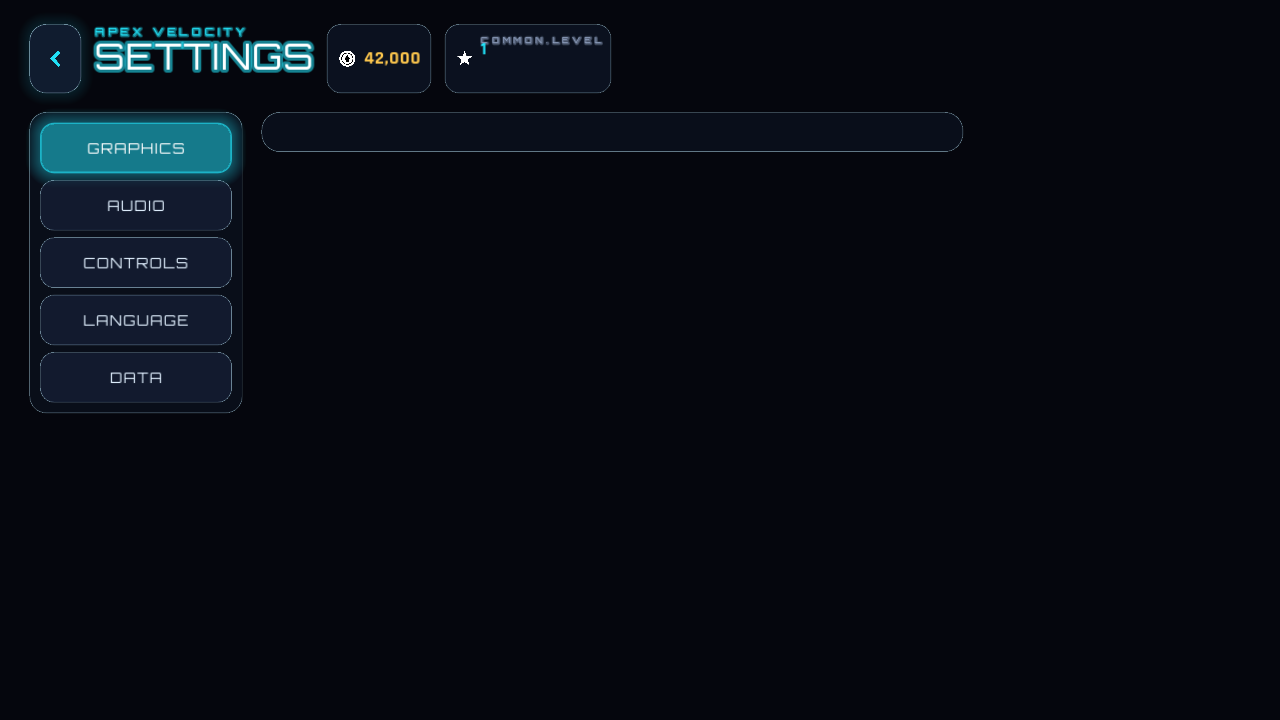 APEX VELOCITY
SETTINGS
42,000
COMMON.LEVEL
1
GRAPHICS
AUDIO
CONTROLS
LANGUAGE
DATA